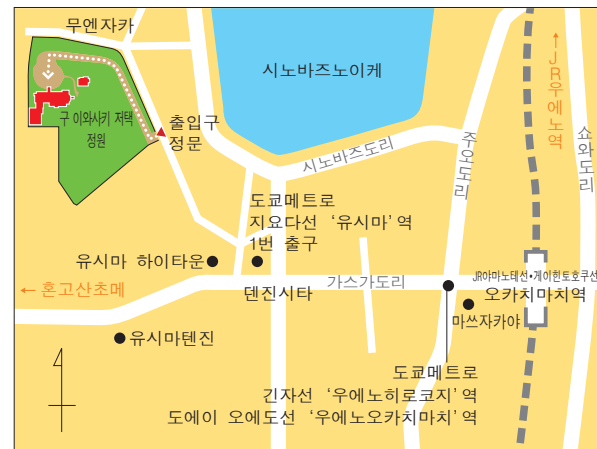 무엔자카
시노바즈노이케
↑JR우에노역
쇼와도리
구 이와사키 저택
정원
출입구
정문
시노바즈도리
주오도리
도쿄메트로
지요다선 ‘유시마’역
1번 출구
유시마 하이타운
← 혼고산초메
덴진시타
가스가도리
JR야마노테선·게이힌토호쿠선
오카치마치역
마쓰자카야
유시마텐진
도쿄메트로
긴자선 ‘우에노히로코지’역
도에이 오에도선 ‘우에노오카치마치’역